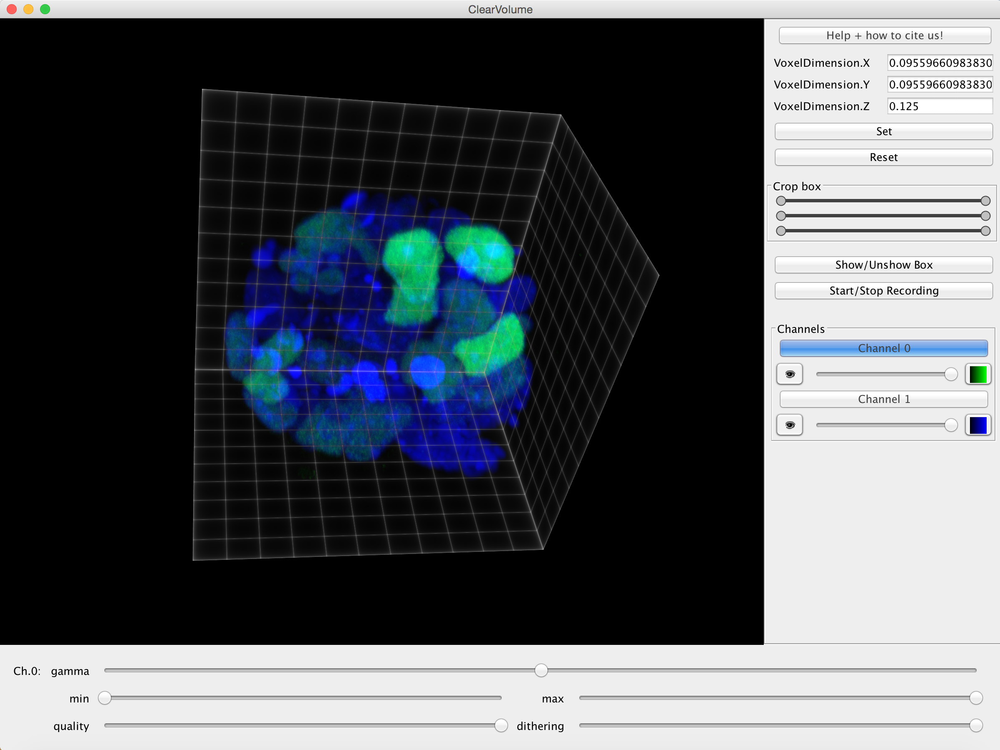 ClearVolume
Help + how to cite us!
VoxelDimension.X 0.09559660983830
VoxelDimension.Y 0.09559660983830
VoxelDimension.Z 0.125
Set
Reset
Crop box
Show/Unshow Box
Start/Stop Recording
Channels
Channel 0
Channel 1
Ch.0: gamma
min max
quality dithering